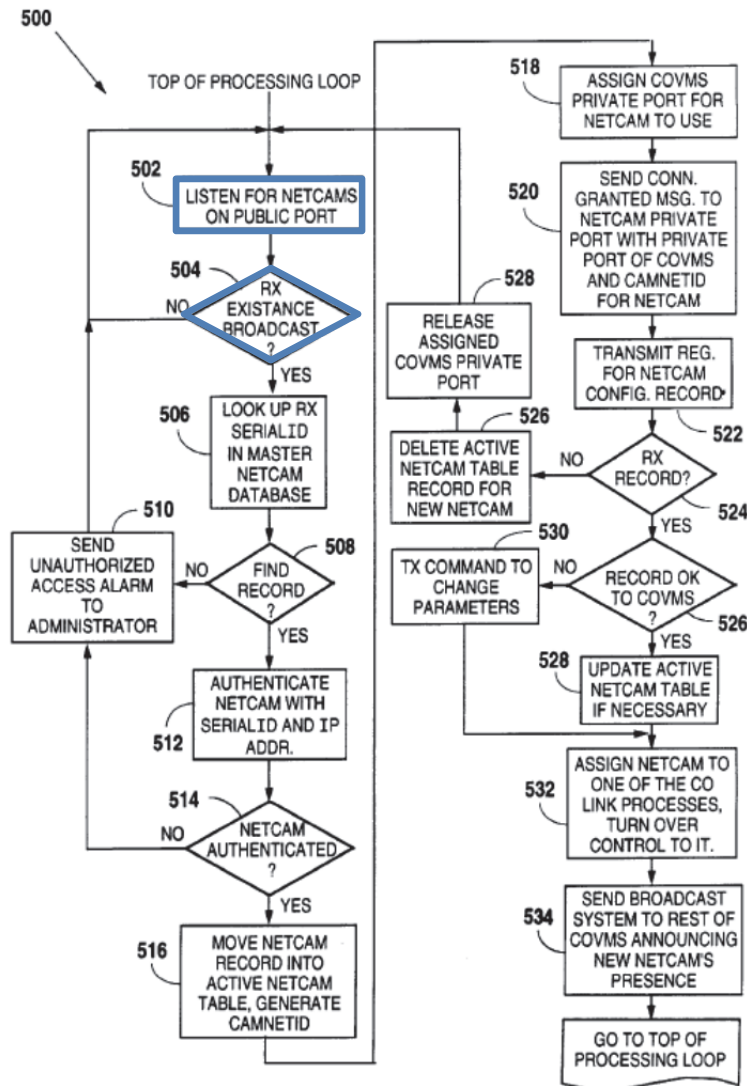 500
TOP OF PROCESSING LOOP
502
LISTEN FOR NETCAMS
ON PUBLIC PORT
504
RX
EXISTANCE
BROADCAST
?
NO
YES
506
LOOK UP RX
SERIALID
IN MASTER
NETCAM
DATABASE
508
FIND
RECORD
?
NO
YES
510
SEND
UNAUTHORIZED
ACCESS ALARM
TO
ADMINISTRATOR
512
AUTHENTICATE
NETCAM WITH
SERIALID AND IP
ADDR.
514
NETCAM
AUTHENTICATED
?
NO
YES
516
MOVE NETCAM
RECORD INTO
ACTIVE NETCAM
TABLE, GENERATE
CAMNETID
518
ASSIGN COVMS
PRIVATE PORT FOR
NETCAM TO USE
520
SEND CONN.
GRANTED MSG. TO
NETCAM PRIVATE
PORT WITH PRIVATE
PORT OF COVMS
AND CAMNETID
FOR NETCAM
TRANSMIT REG.
FOR NETCAM
CONFIG. RECORD
522
RX
RECORD?
524
NO
YES
526
DELETE ACTIVE
NETCAM TABLE
RECORD FOR
NEW NETCAM
528
RELEASE
ASSIGNED
COVMS PRIVATE
PORT
RECORD OK
TO COVMS
?
526
NO
YES
530
TX COMMAND TO
CHANGE
PARAMETERS
528
UPDATE ACTIVE
NETCAM TABLE
IF NECESSARY
532
ASSIGN NETCAM TO
ONE OF THE CO
LINK PROCESSES,
TURN OVER
CONTROL TO IT.
534
SEND BROADCAST
SYSTEM TO REST OF
COVMS ANNOUNCING
NEW NETCAM'S
PRESENCE
GO TO TOP OF
PROCESSING LOOP